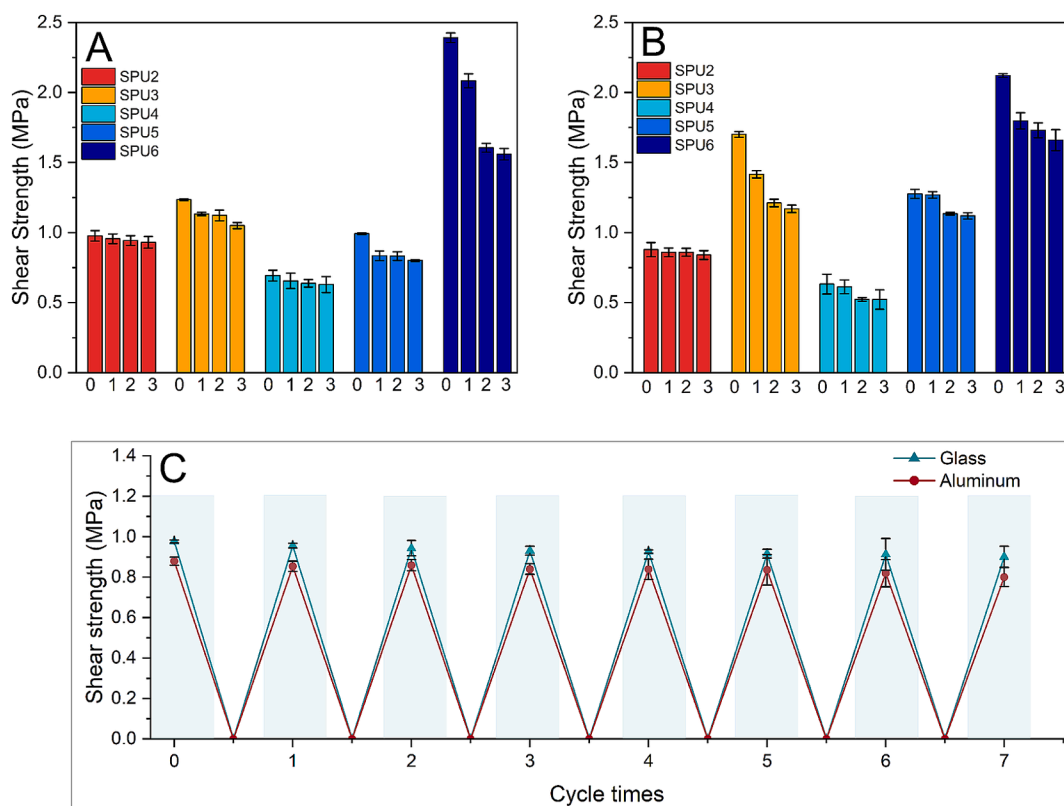 A
SPU2
SPU3
SPU4
SPU5
SPU6
Shear Strength (MPa)
2.5
2.0
1.5
1.0
0.5
0.0
0 1 2 3 0 1 2 3 0 1 2 3 0 1 2 3 0 1 2 3
B
SPU2
SPU3
SPU4
SPU5
SPU6
Shear Strength (MPa)
2.5
2.0
1.5
1.0
0.5
0.0
0 1 2 3 0 1 2 3 0 1 2 3 0 1 2 3 0 1 2 3
C
Glass
Aluminum
Shear strength (MPa)
1.4
1.2
1.0
0.8
0.6
0.4
0.2
0.0
0 1 2 3 4 5 6 7
Cycle times